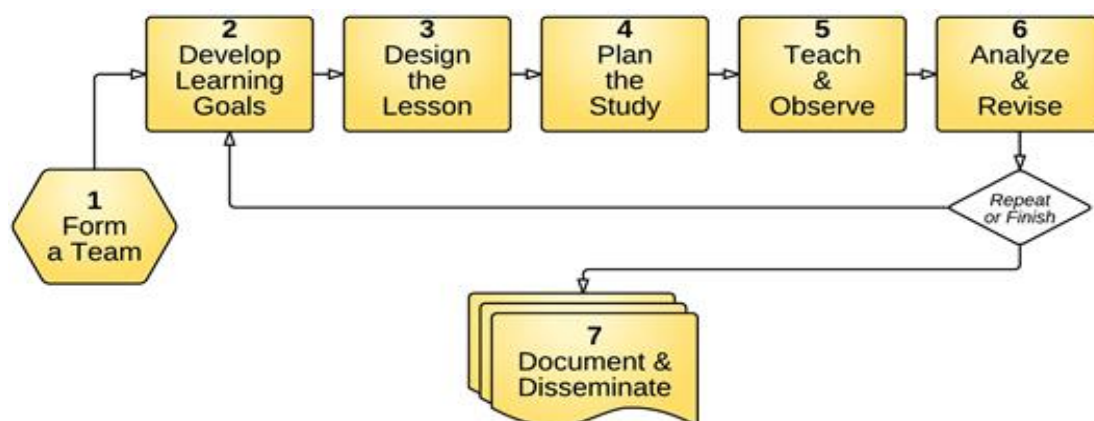 1
Form
a Team
2
Develop
Learning
Goals
3
Design
the
Lesson
4
Plan
the
Study
5
Teach
&
Observe
6
Analyze
&
Revise
Repeat
or Finish
7
Document &
Disseminate